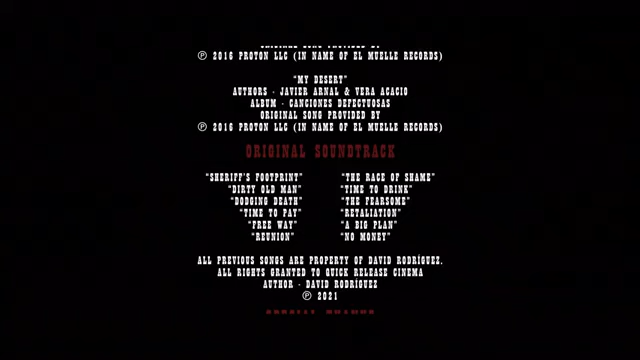 ℗ 2016 PROTON LLC (IN NAME OF EL MUELLE RECORDS)
"MY DESERT"
AUTHORS - JAVIER ARNAL & VERA ACACIO
ALBUM - CANCIONES DEFECTUOSAS
ORIGINAL SONG PROVIDED BY
℗ 2016 PROTON LLC (IN NAME OF EL MUELLE RECORDS)
ORIGINAL SOUNDTRACK
"SHERIFF'S FOOTPRINT" "THE RACE OF SHAME"
"DIRTY OLD MAN" "TIME TO DRINK"
"DODGING DEATH" "THE FEARSOME"
"TIME TO PAY" "RETALIATION"
"FREE WAY" "A BIG PLAN"
"REUNION" "NO MONEY"
ALL PREVIOUS SONGS ARE PROPERTY OF DAVID RODRÍGUEZ.
ALL RIGHTS GRANTED TO QUICK RELEASE CINEMA
AUTHOR - DAVID RODRÍGUEZ
℗ 2021